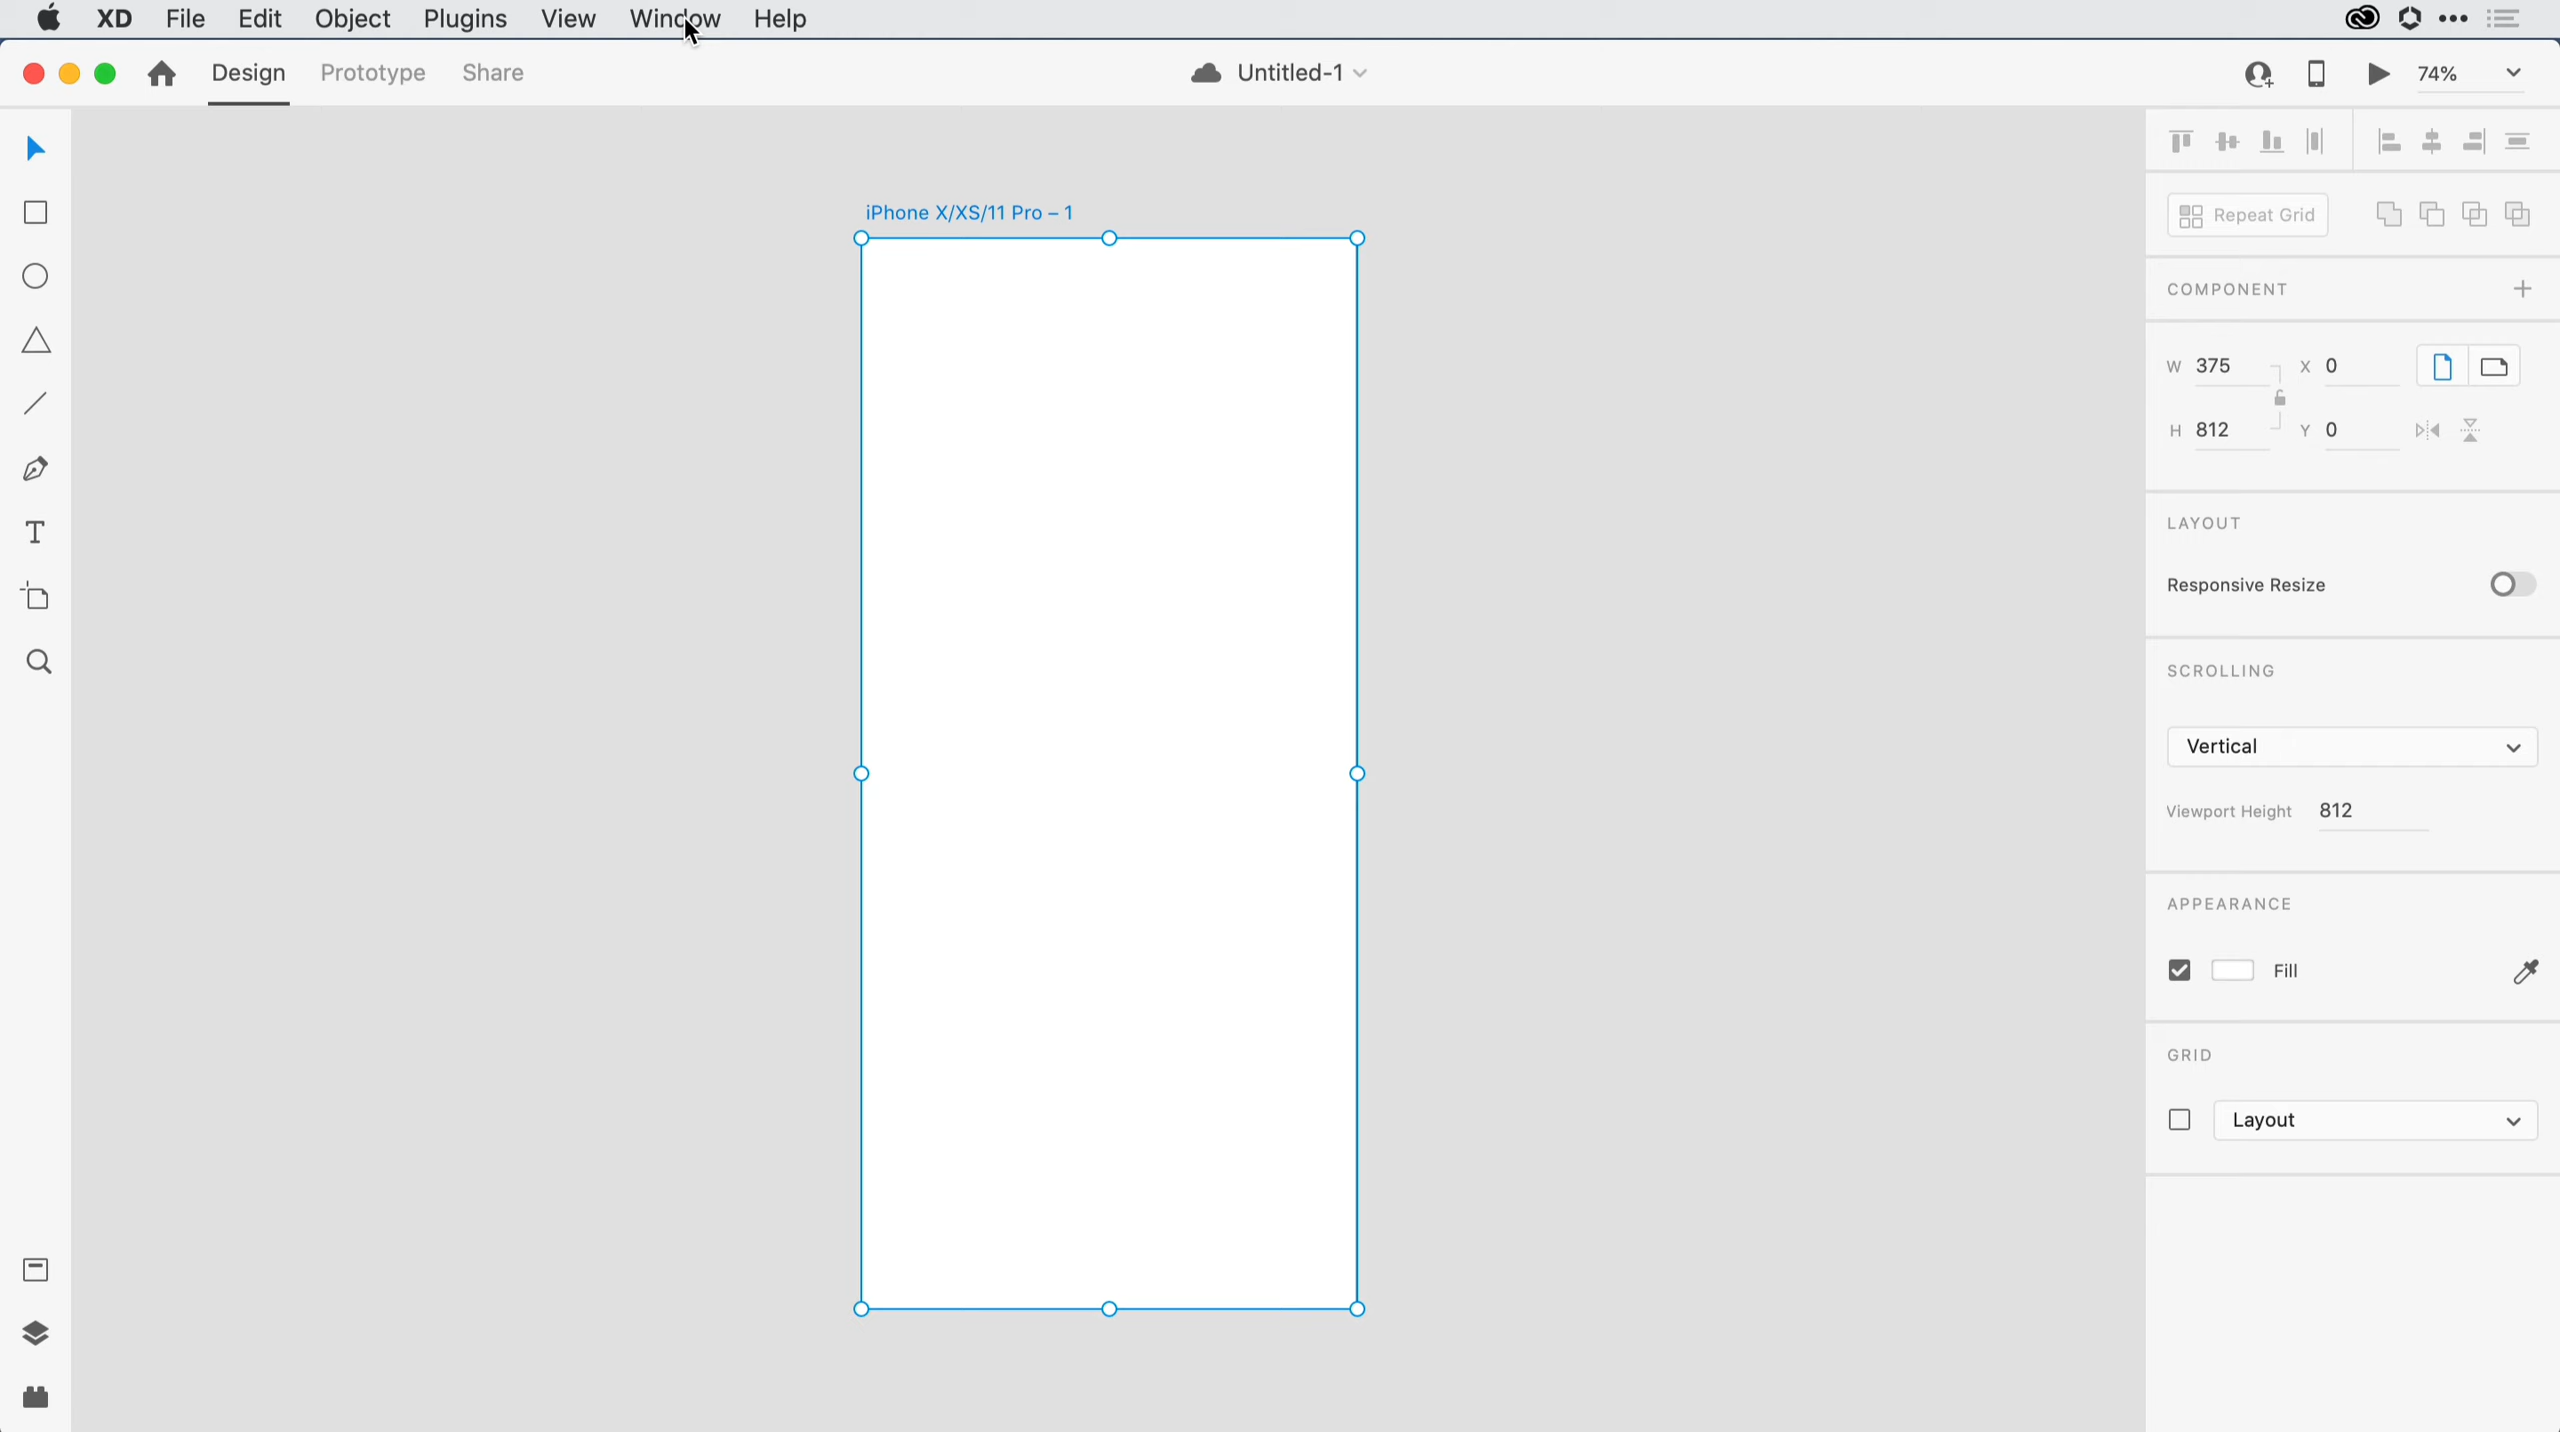 XD File Edit Object Plugins View Window Help
Design Prototype Share Untitled-1 74%
iPhone X/XS/11 Pro – 1
Repeat Grid
COMPONENT
W 375 X 0
H 812 Y 0
LAYOUT
Responsive Resize
SCROLLING
Vertical
Viewport Height 812
APPEARANCE
Fill
GRID
Layout